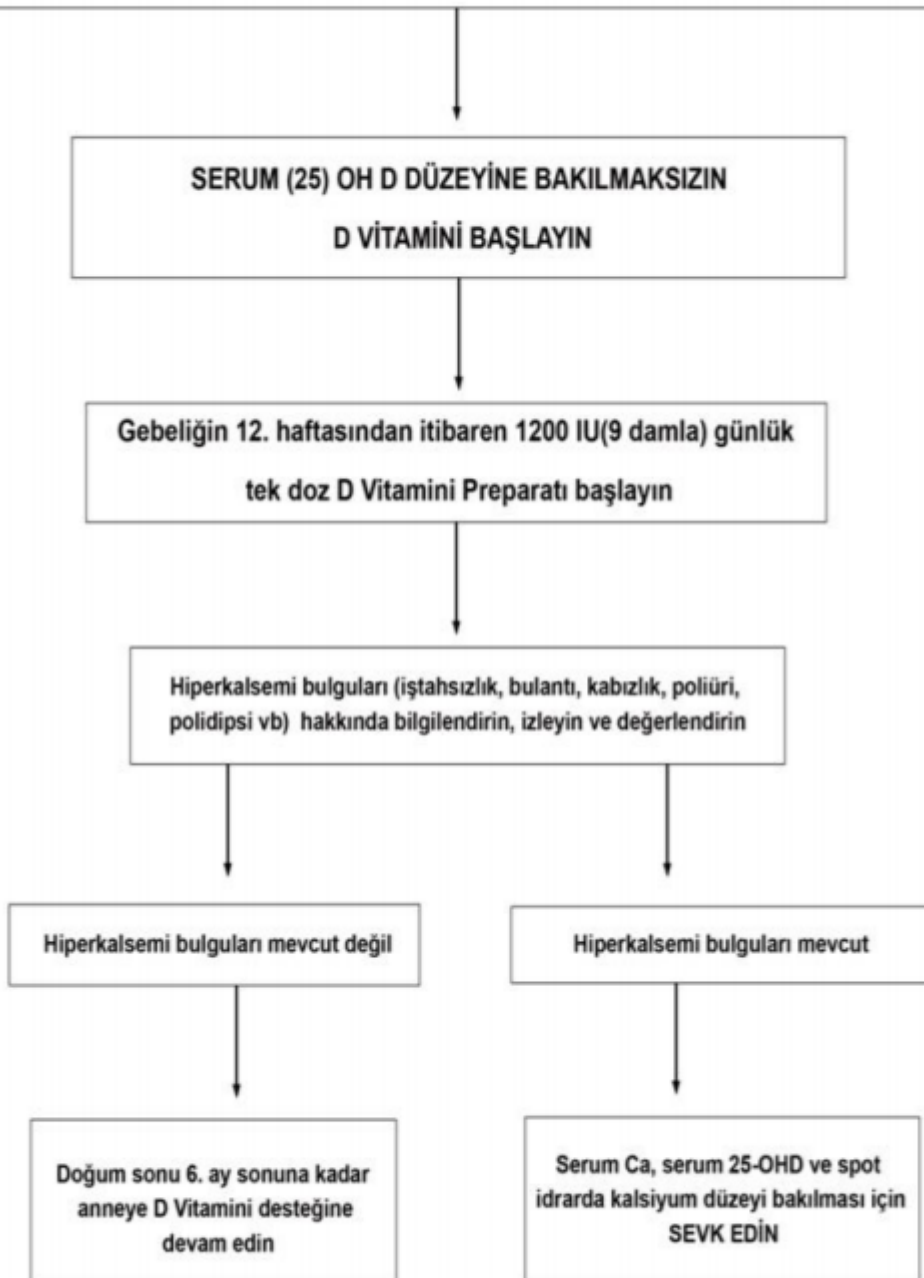 SERUM (25) OH D DÜZEYİNE BAKILMAKSIZIN
D VİTAMİNİ BAŞLAYIN
Gebeliğin 12. haftasından itibaren 1200 IU(9 damla) günlük
tek doz D Vitamini Preparatı başlayın
Hiperkalsemi bulguları (iştahsızlık, bulantı, kabızlık, poliüri,
polidipsi vb) hakkında bilgilendirin, izleyin ve değerlendirin
Hiperkalsemi bulguları mevcut değil
Hiperkalsemi bulguları mevcut
Doğum sonu 6. ay sonuna kadar
anneye D Vitamini desteğine
devam edin
Serum Ca, serum 25-OHD ve spot
idrarda kalsiyum düzeyi bakılması için
SEVK EDİN